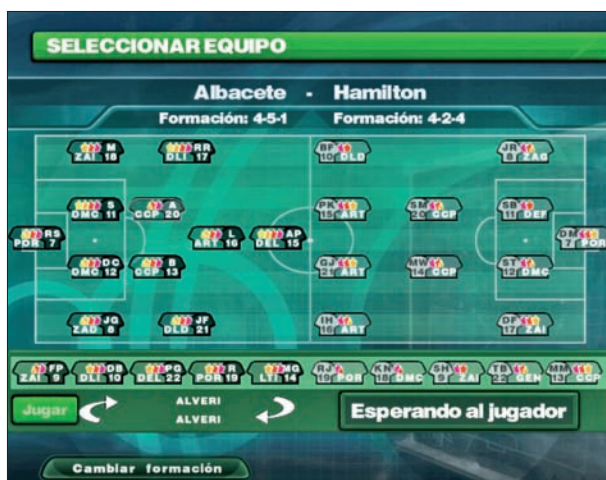 SELECCIONAR EQUIPO
Albacete - Hamilton
Formación: 4-5-1 Formación: 4-2-4
M ZAI 18
RR DLI 17
BF 10 DLD
JR 8 ZAG
S DMC 11
A CCP 20
PK 15 ART
SM 20 CCP
SB 11 DEF
RS POR 7
L ART 16
AP DEL 15
DM 7 POR
DC DMC 12
B CCP 13
GJ 21 ART
MW 14 CCP
ST 12 DMC
JG ZAD 8
JF DLD 21
IH 16 ART
DF 17 ZAI
FP ZAI 9
OB DLI 10
PG DEL 22
R POR 19
MG LTI 14
RJ 19 POR
KN 18 DMC
SH 9 ZAI
TB 22 GEN
MM 13 CCP
Jugar
ALVERI
ALVERI
Esperando al jugador
Cambiar formación